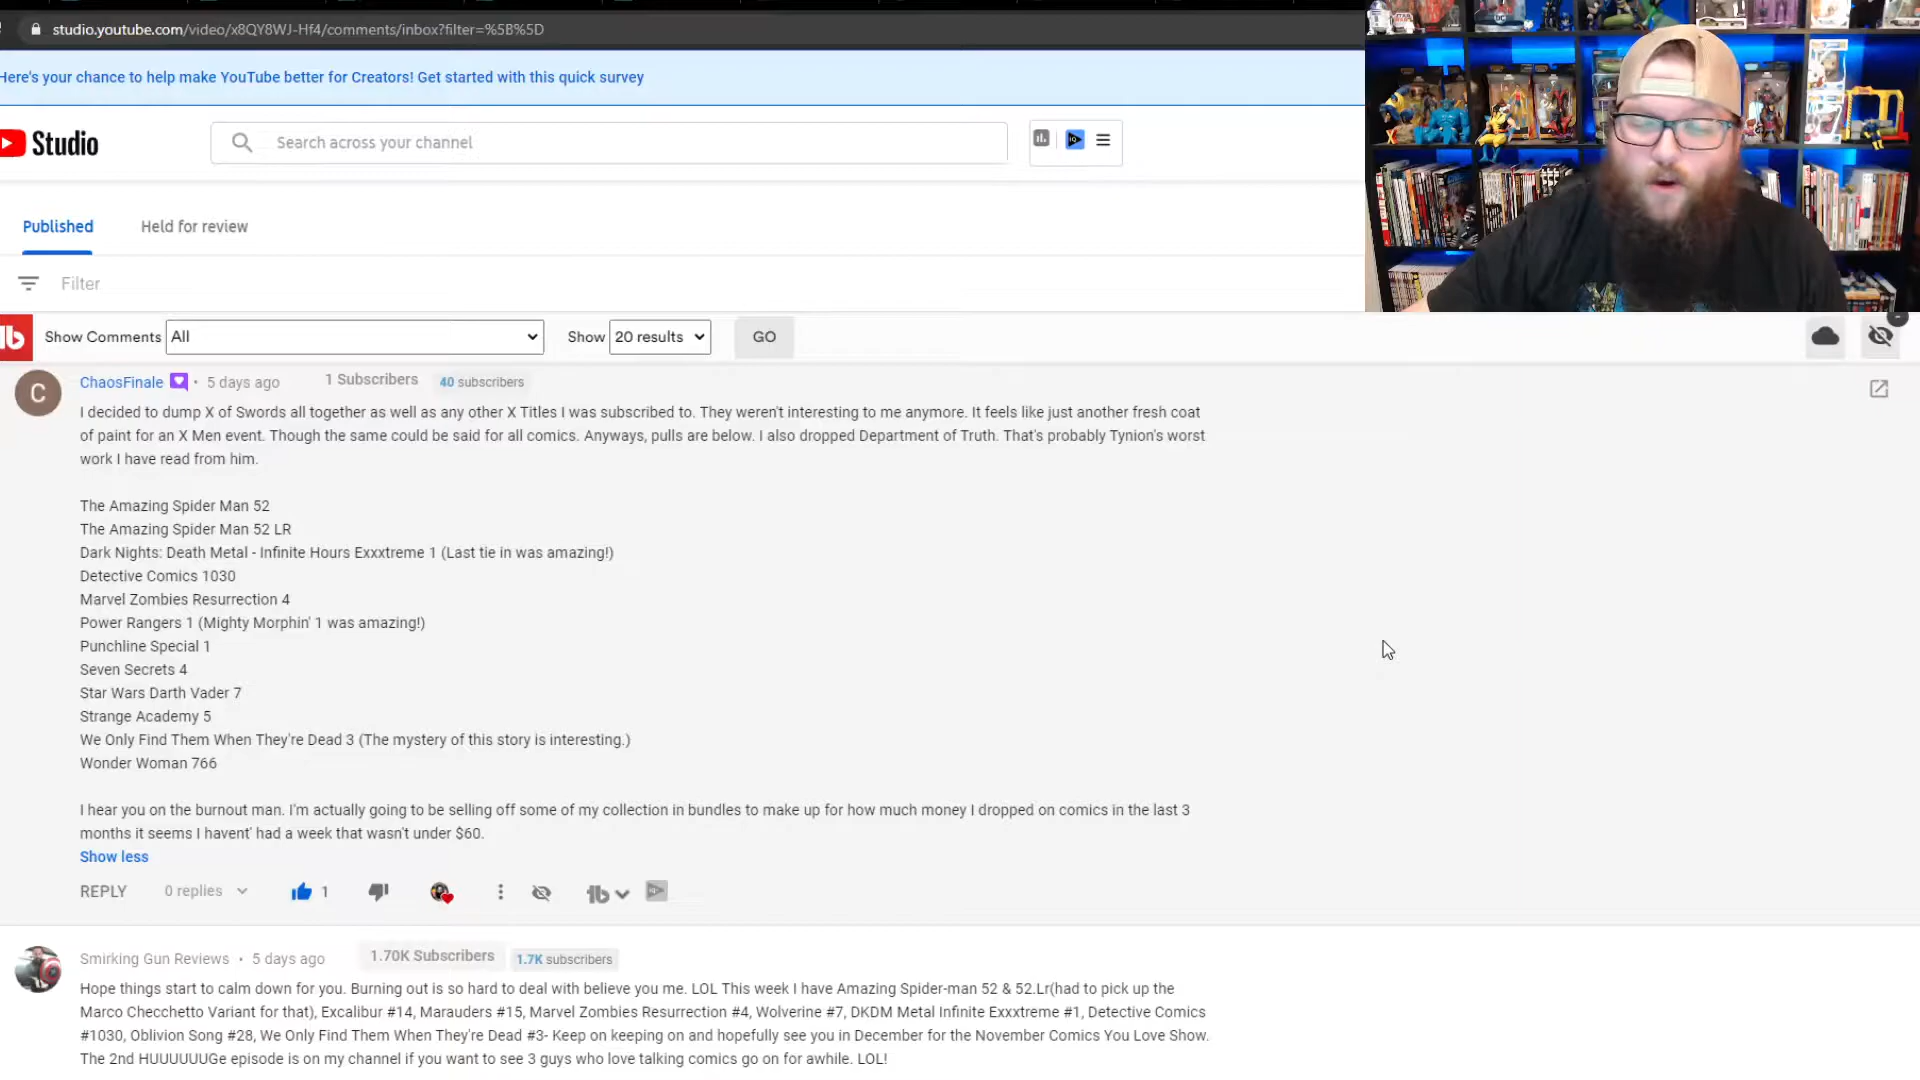 studio.youtube.com/video/x8QY8WJ-Hf4/comments/inbox?filter=%5B%5D
Here's your chance to help make YouTube better for Creators! Get started with this quick survey
Studio
Search across your channel
Published
Held for review
Filter
Show Comments All Show 20 results GO
C
ChaosFinale • 5 days ago 1 Subscribers 40 subscribers
I decided to dump X of Swords all together as well as any other X Titles I was subscribed to. They weren't interesting to me anymore. It feels like just another fresh coat
of paint for an X Men event. Though the same could be said for all comics. Anyways, pulls are below. I also dropped Department of Truth. That's probably Tynion's worst
work I have read from him.
The Amazing Spider Man 52
The Amazing Spider Man 52 LR
Dark Nights: Death Metal - Infinite Hours Exxxtreme 1 (Last tie in was amazing!)
Detective Comics 1030
Marvel Zombies Resurrection 4
Power Rangers 1 (Mighty Morphin' 1 was amazing!)
Punchline Special 1
Seven Secrets 4
Star Wars Darth Vader 7
Strange Academy 5
We Only Find Them When They're Dead 3 (The mystery of this story is interesting.)
Wonder Woman 766
I hear you on the burnout man. I'm actually going to be selling off some of my collection in bundles to make up for how much money I dropped on comics in the last 3
months it seems I havent' had a week that wasn't under $60.
Show less
REPLY 0 replies 1
Smirking Gun Reviews • 5 days ago 1.70K Subscribers 1.7K subscribers
Hope things start to calm down for you. Burning out is so hard to deal with believe you me. LOL This week I have Amazing Spider-man 52 & 52.Lr(had to pick up the
Marco Checchetto Variant for that), Excalibur #14, Marauders #15, Marvel Zombies Resurrection #4, Wolverine #7, DKDM Metal Infinite Exxxtreme #1, Detective Comics
#1030, Oblivion Song #28, We Only Find Them When They're Dead #3- Keep on keeping on and hopefully see you in December for the November Comics You Love Show.
The 2nd HUUUUUUGe episode is on my channel if you want to see 3 guys who love talking comics go on for awhile. LOL!